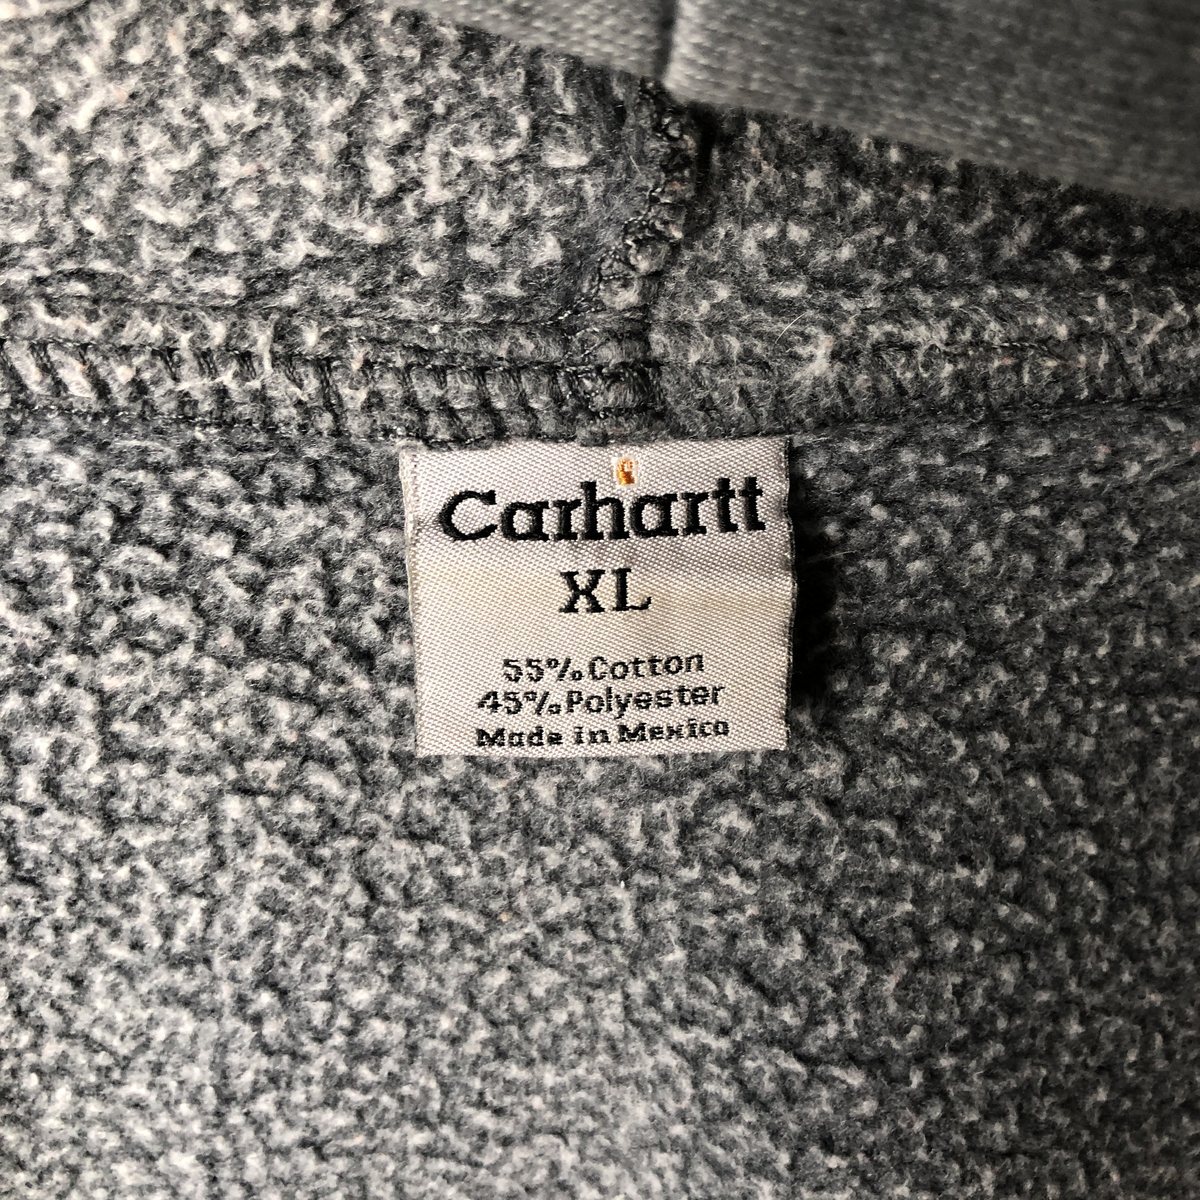 Carhartt
XL
55% Cotton
45% Polyester
Made in Mexico